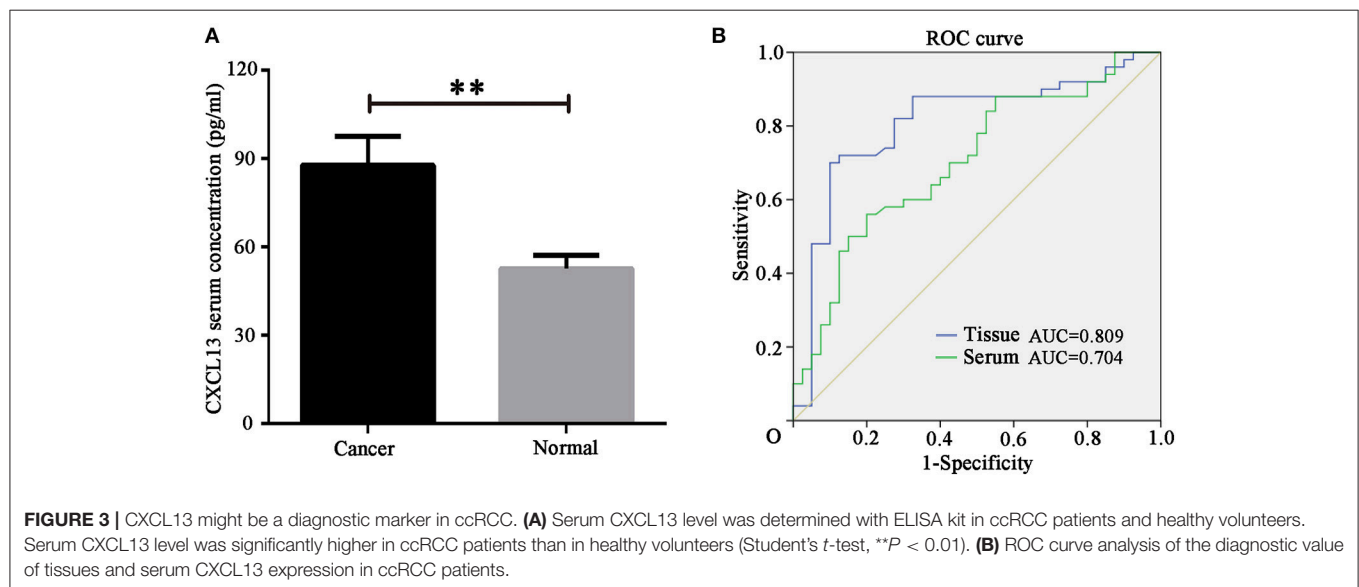 A
CXCL13 serum concentration (pg/ml)
120
90
60
30
0
**
Cancer
Normal
B
ROC curve
Sensitivity
1.0
0.8
0.6
0.4
0.2
O
0.2
0.4
0.6
0.8
1.0
1-Specificity
Tissue AUC=0.809
Serum AUC=0.704
FIGURE 3 | CXCL13 might be a diagnostic marker in ccRCC. (A) Serum CXCL13 level was determined with ELISA kit in ccRCC patients and healthy volunteers.
Serum CXCL13 level was significantly higher in ccRCC patients than in healthy volunteers (Student's t-test, **P < 0.01). (B) ROC curve analysis of the diagnostic value
of tissues and serum CXCL13 expression in ccRCC patients.